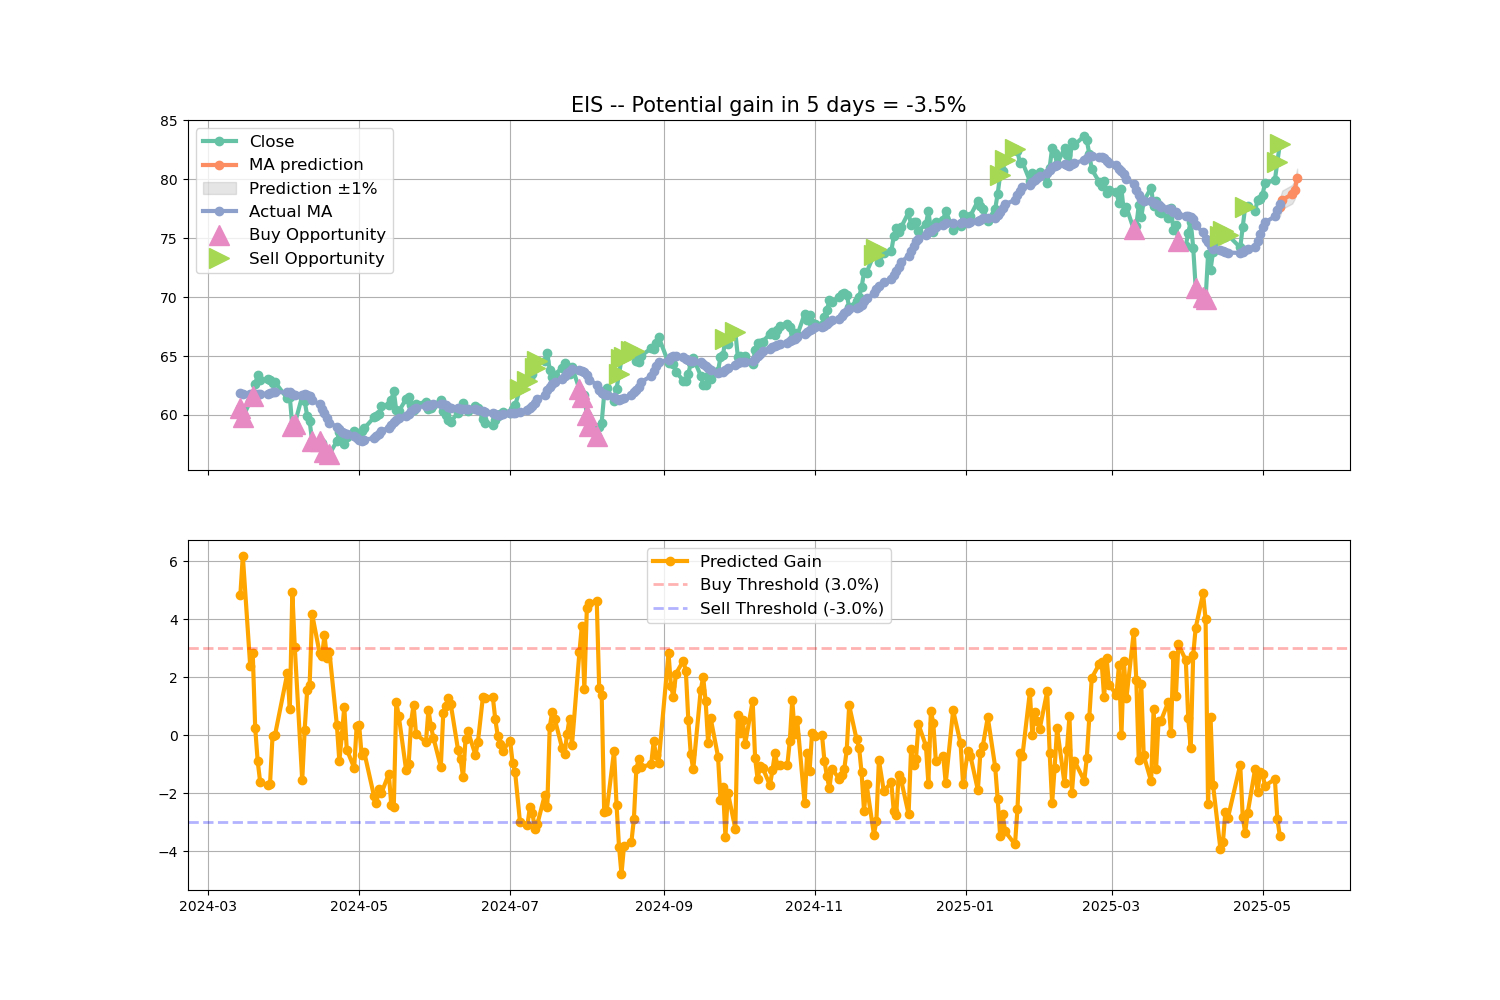 EIS -- Potential gain in 5 days = -3.5%
85
80
75
70
65
60
Close
MA prediction
Prediction ±1%
Actual MA
Buy Opportunity
Sell Opportunity
6
4
2
0
−2
−4
Predicted Gain
Buy Threshold (3.0%)
Sell Threshold (-3.0%)
2024-03 2024-05 2024-07 2024-09 2024-11 2025-01 2025-03 2025-05